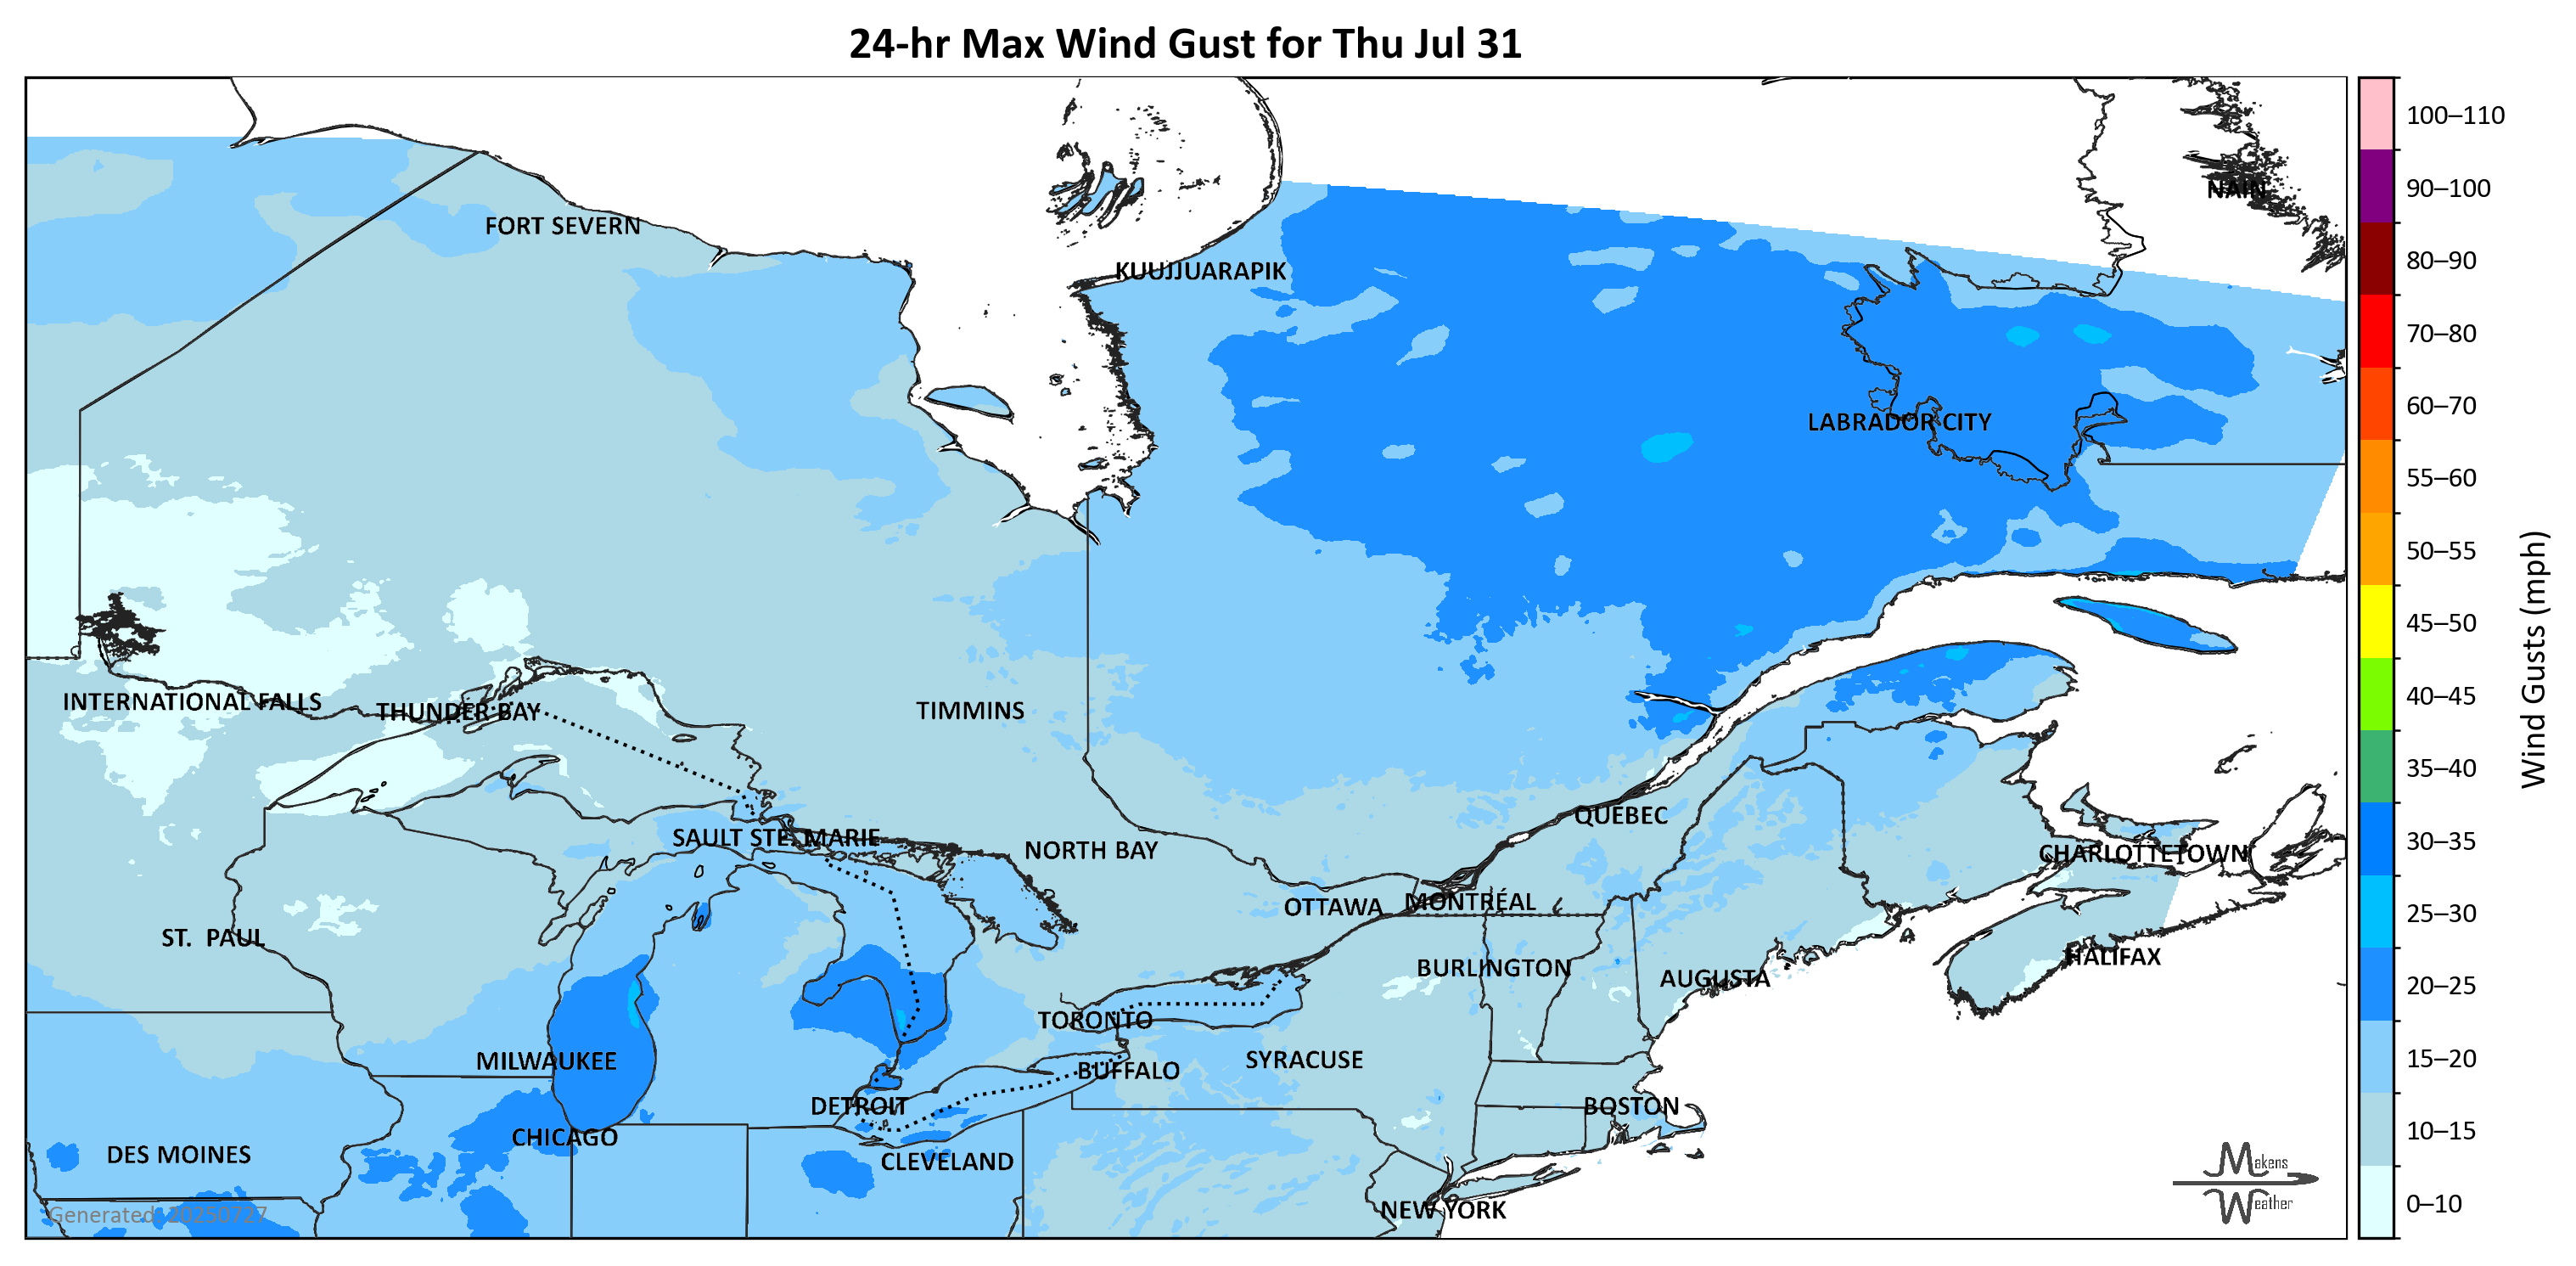 24-hr Max Wind Gust for Thu Jul 31
100–110
90–100
NAIN
FORT SEVERN
80–90
KUUJJUARAPIK
70–80
60–70
LABRADOR CITY
55–60
50–55
45–50
Wind Gusts (mph)
40–45
INTERNATIONAL FALLS
THUNDER BAY
TIMMINS
35–40
QUEBEC
SAULT STE. MARIE
30–35
NORTH BAY
CHARLOTTETOWN
OTTAWA
MONTRÉAL
25–30
ST. PAUL
HALIFAX
BURLINGTON
AUGUSTA
20–25
TORONTO
MILWAUKEE
SYRACUSE
15–20
BUFFALO
DETROIT
BOSTON
CHICAGO
10–15
DES MOINES
CLEVELAND
Makens
Weather
NEW YORK
0–10
Generated: 20250727